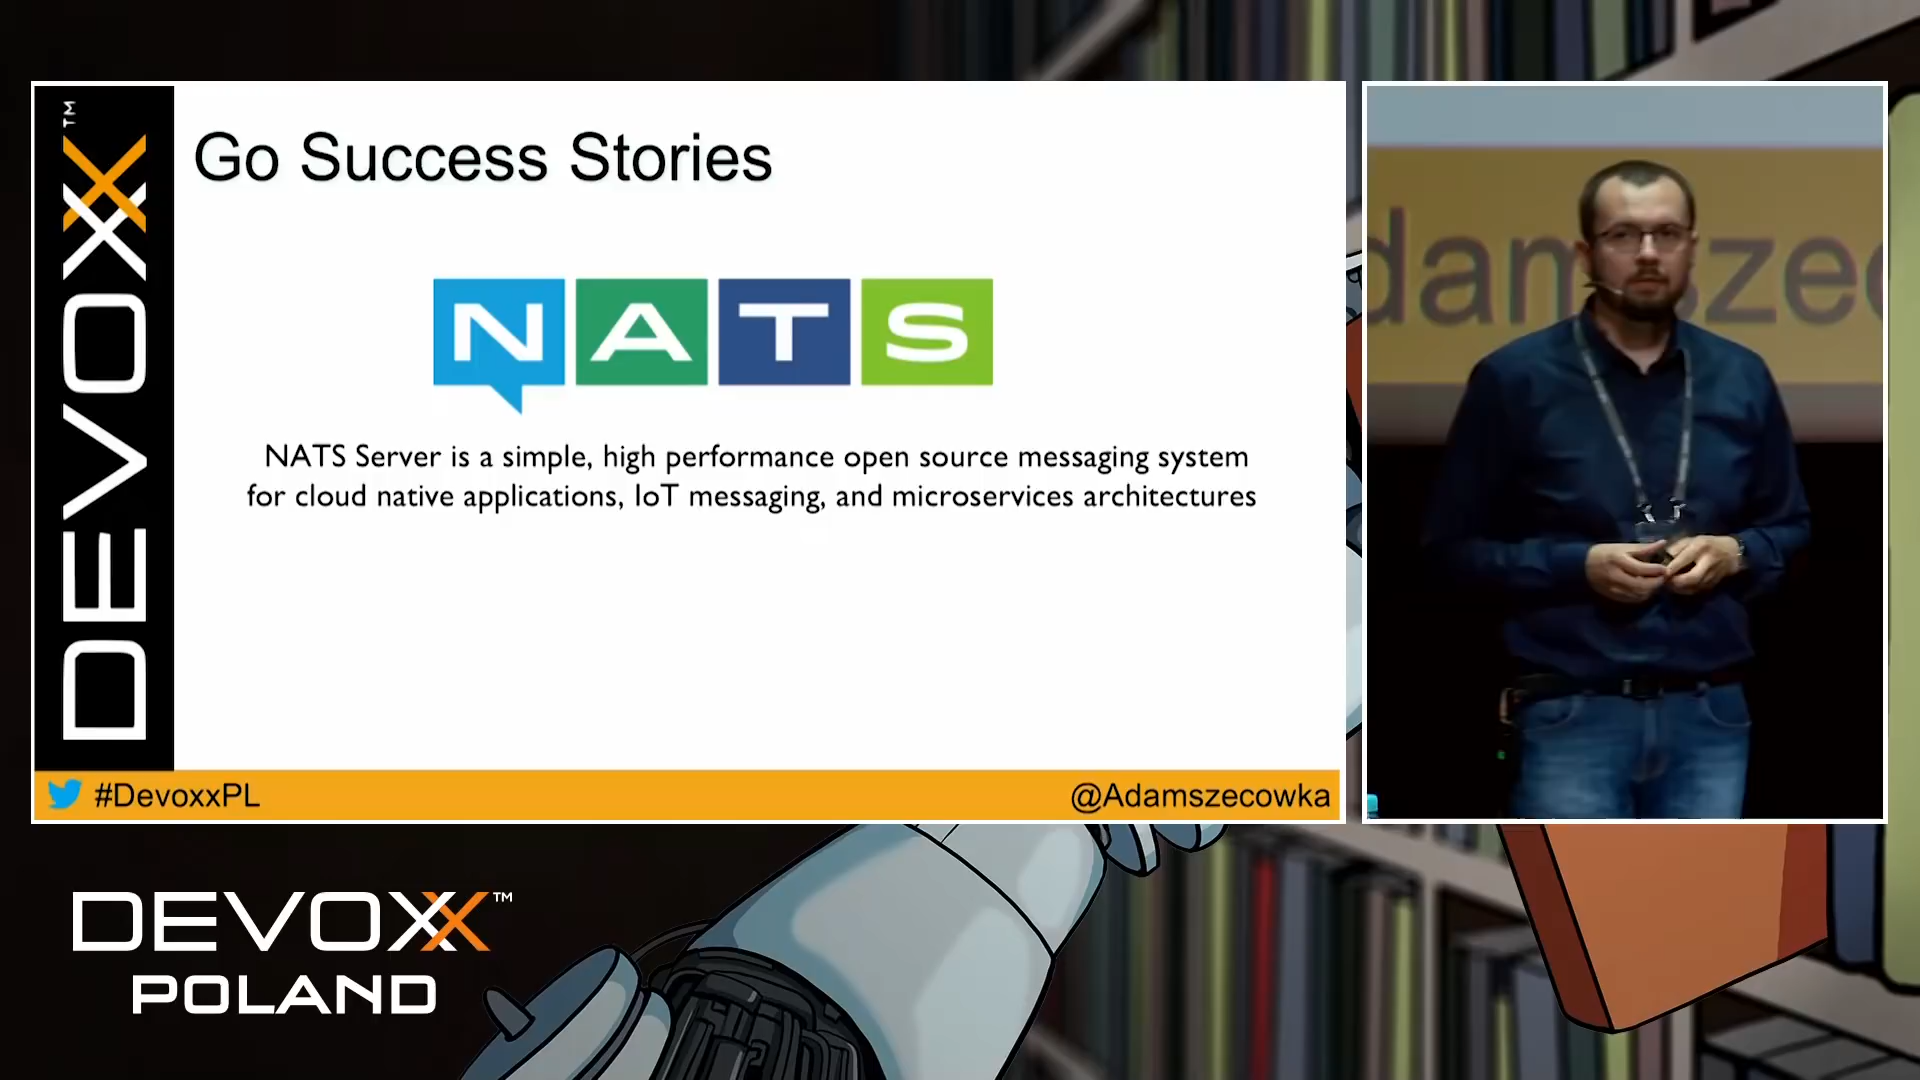 DEVOXX™
Go Success Stories
NATS
NATS Server is a simple, high performance open source messaging system
for cloud native applications, IoT messaging, and microservices architectures
#DevoxxPL
@Adamszecowka
damszec
DEVOXX™
POLAND